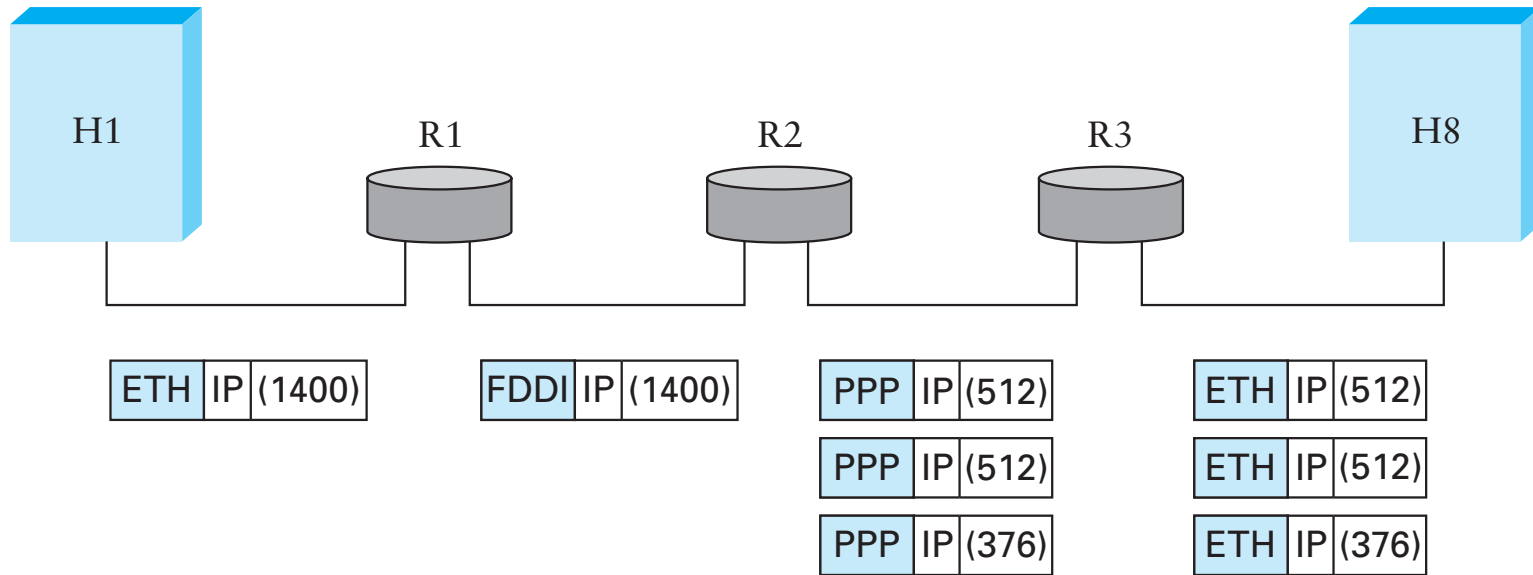 H1
R1
R2
R3
H8
ETH IP (1400)
FDDI IP (1400)
PPP IP (512)
ETH IP (512)
PPP IP (512)
ETH IP (512)
PPP IP (376)
ETH IP (376)